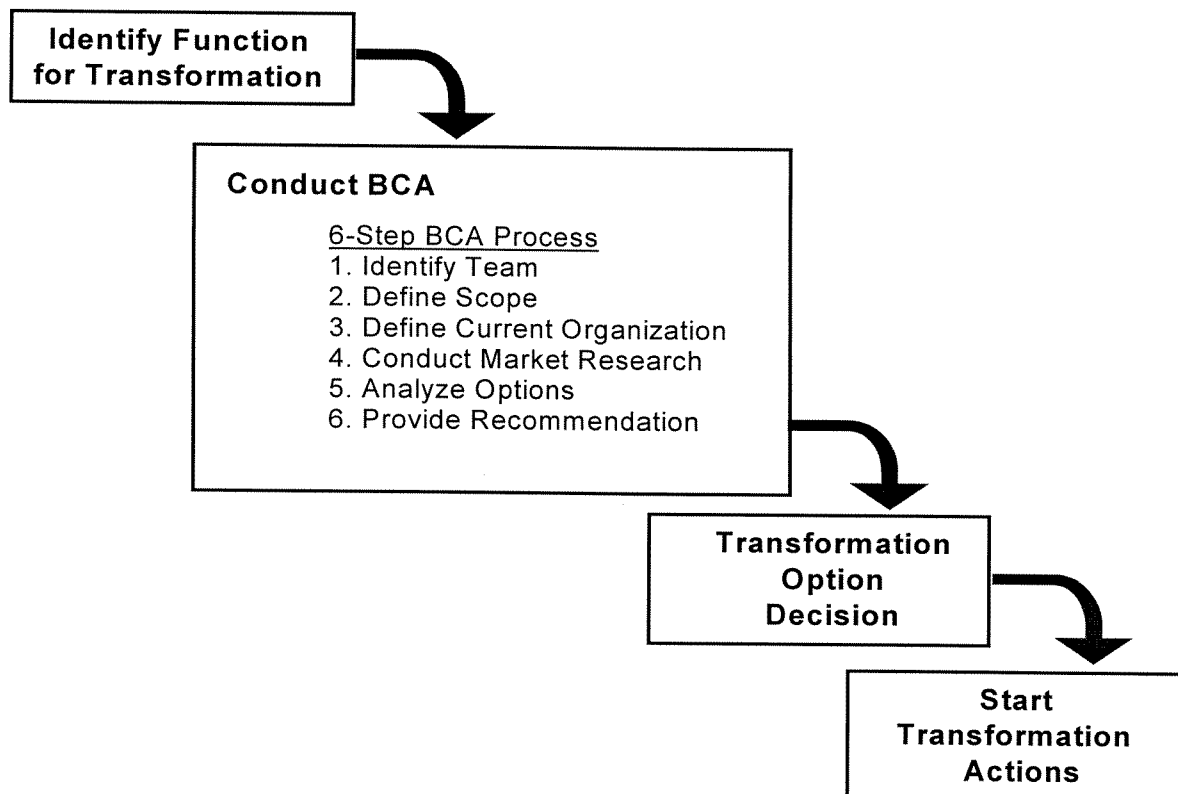 Identify Function
for Transformation
Conduct BCA
6-Step BCA Process
1. Identify Team
2. Define Scope
3. Define Current Organization
4. Conduct Market Research
5. Analyze Options
6. Provide Recommendation
Transformation
Option
Decision
Start
Transformation
Actions